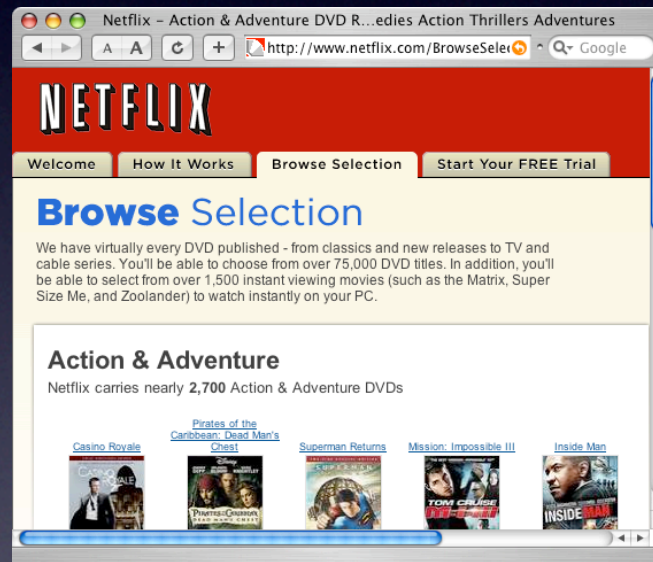 Netflix – Action & Adventure DVD R...edies Action Thrillers Adventures
A A + http://www.netflix.com/BrowseSelec Q Google
NETFLIX
Welcome How It Works Browse Selection Start Your FREE Trial
Browse Selection
We have virtually every DVD published - from classics and new releases to TV and
cable series. You'll be able to choose from over 75,000 DVD titles. In addition, you'll
be able to select from over 1,500 instant viewing movies (such as the Matrix, Super
Size Me, and Zoolander) to watch instantly on your PC.
Action & Adventure
Netflix carries nearly 2,700 Action & Adventure DVDs
Casino Royale
Pirates of the
Caribbean: Dead Man's
Chest
Superman Returns
Mission: Impossible III
Inside Man
CASINO
ROYALE
Disney
PIRATES of the CARIBBEAN
DEAD MAN'S CHEST
SUPERMAN
RETURNS
TOM CRUISE
M:i:III
INSIDE MAN